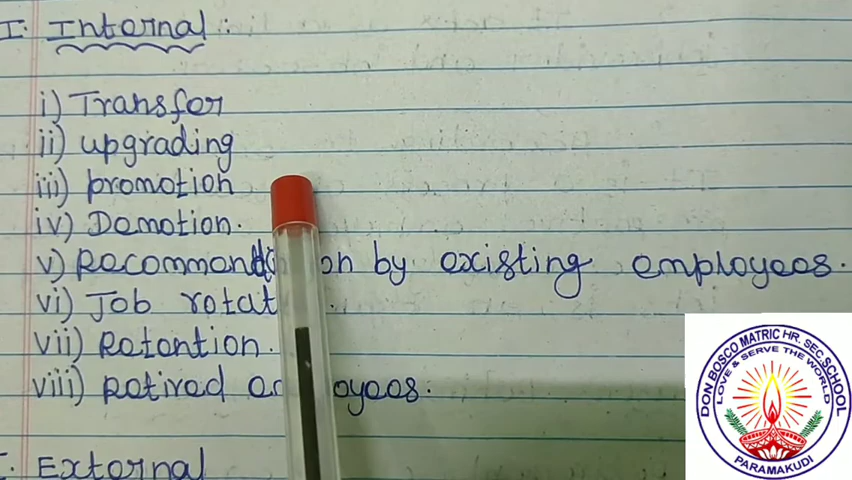 I: Internal:
i) Transfer
ii) upgrading
iii) promotion
iv) Demotion.
v) Recommend on by existing employees.
vi) Job rotat
vii) Retention.
viii) Retired oyees.
External
DON BOSCO MATRIC HR. SEC. SCHOOL
LOVE & SERVE THE WORLD
PARAMAKUDI